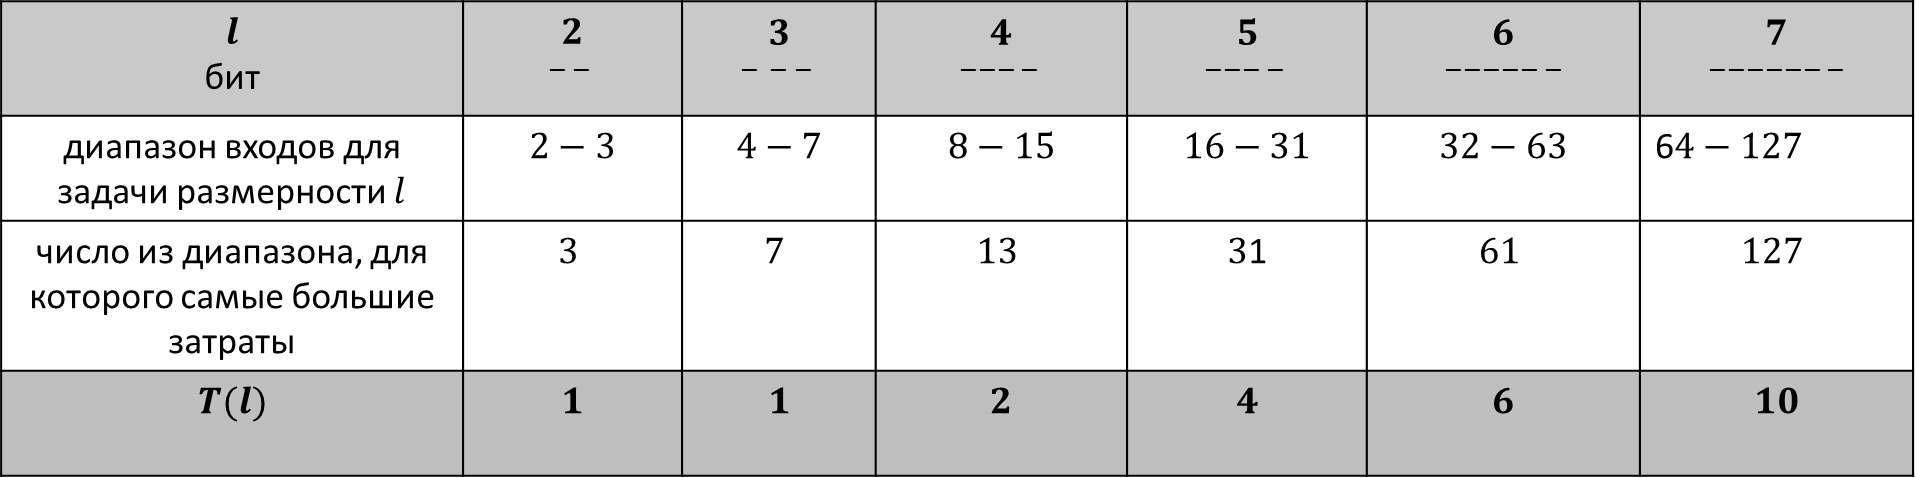 l 2 3 4 5 6 7
бит – – – – – –––– –––– –––––– –––––––
диапазон входов для 2 – 3 4 – 7 8 – 15 16 – 31 32 – 63 64 – 127
задачи размерности l
число из диапазона, для 3 7 13 31 61 127
которого самые большие
затраты
T(l) 1 1 2 4 6 10